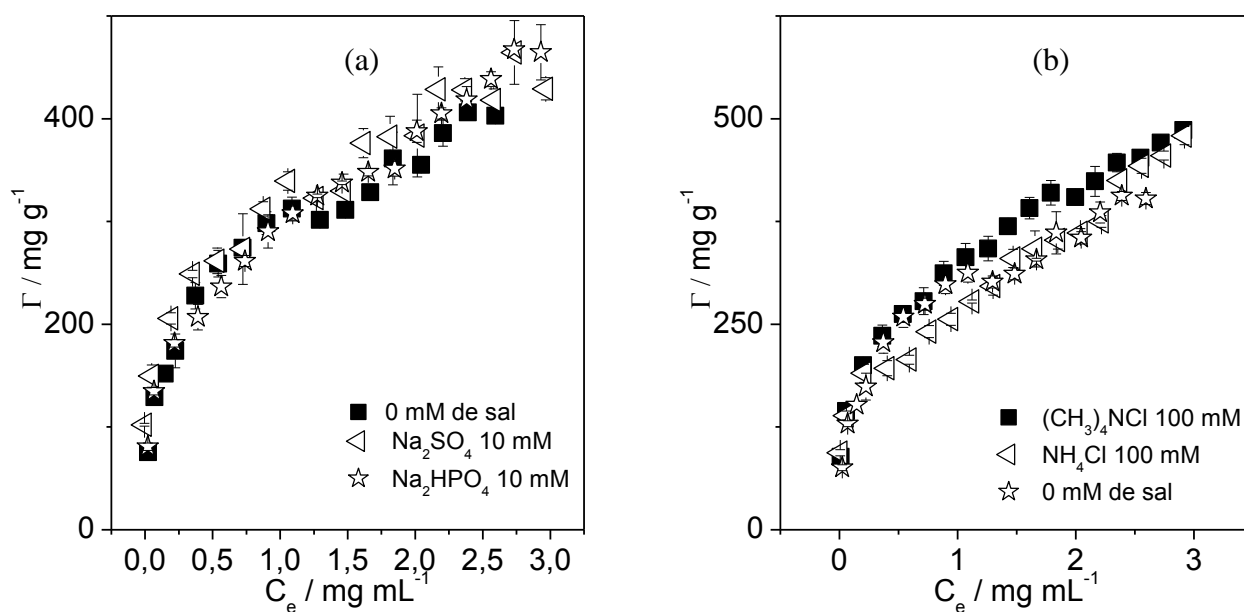 (a)
Γ / mg g⁻¹
400
200
0
■ 0 mM de sal
◁ Na₂SO₄ 10 mM
☆ Na₂HPO₄ 10 mM
0,0 0,5 1,0 1,5 2,0 2,5 3,0
Cₑ / mg mL⁻¹
(b)
Γ / mg g⁻¹
500
250
0
■ (CH₃)₄NCl 100 mM
◁ NH₄Cl 100 mM
☆ 0 mM de sal
0 1 2 3
Cₑ / mg mL⁻¹